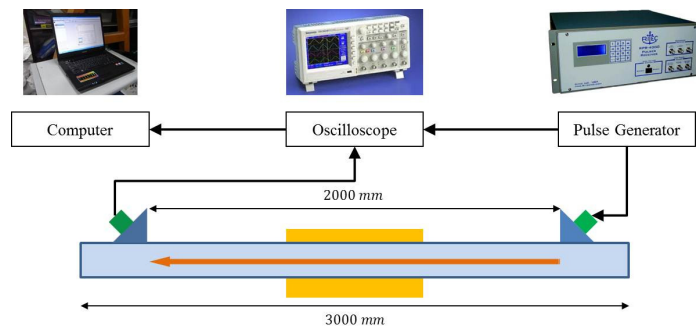 Computer
Oscilloscope
Pulse Generator
2000 mm
3000 mm